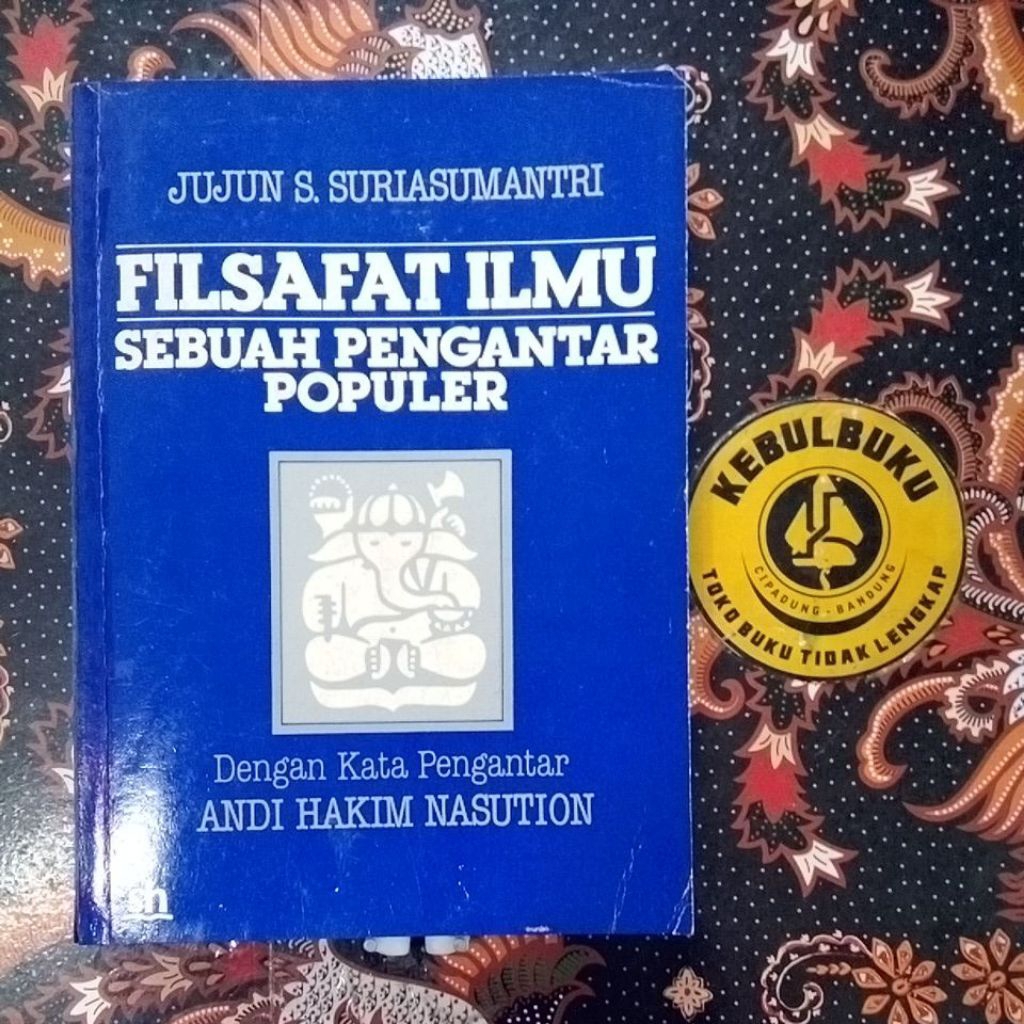 JUJUN S. SURIASUMANTRI
FILSAFAT ILMU
SEBUAH PENGANTAR
POPULER
Dengan Kata Pengantar
ANDI HAKIM NASUTION
sh
KEBULBUKU
CIPADUNG - BANDUNG
TOKO BUKU TIDAK LENGKAP